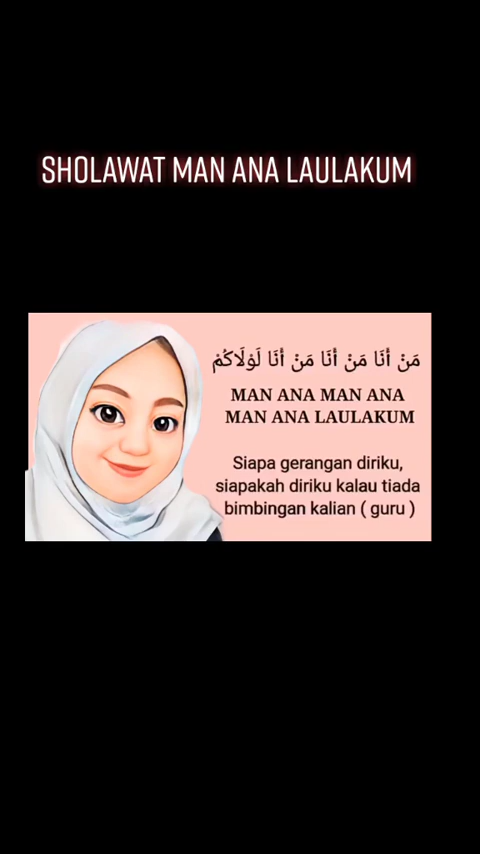 SHOLAWAT MAN ANA LAULAKUM
مَنْ أَنَا مَنْ أَنَا مَنْ أَنَا لَوْلَاكُمْ
MAN ANA MAN ANA
MAN ANA LAULAKUM
Siapa gerangan diriku,
siapakah diriku kalau tiada
bimbingan kalian ( guru )